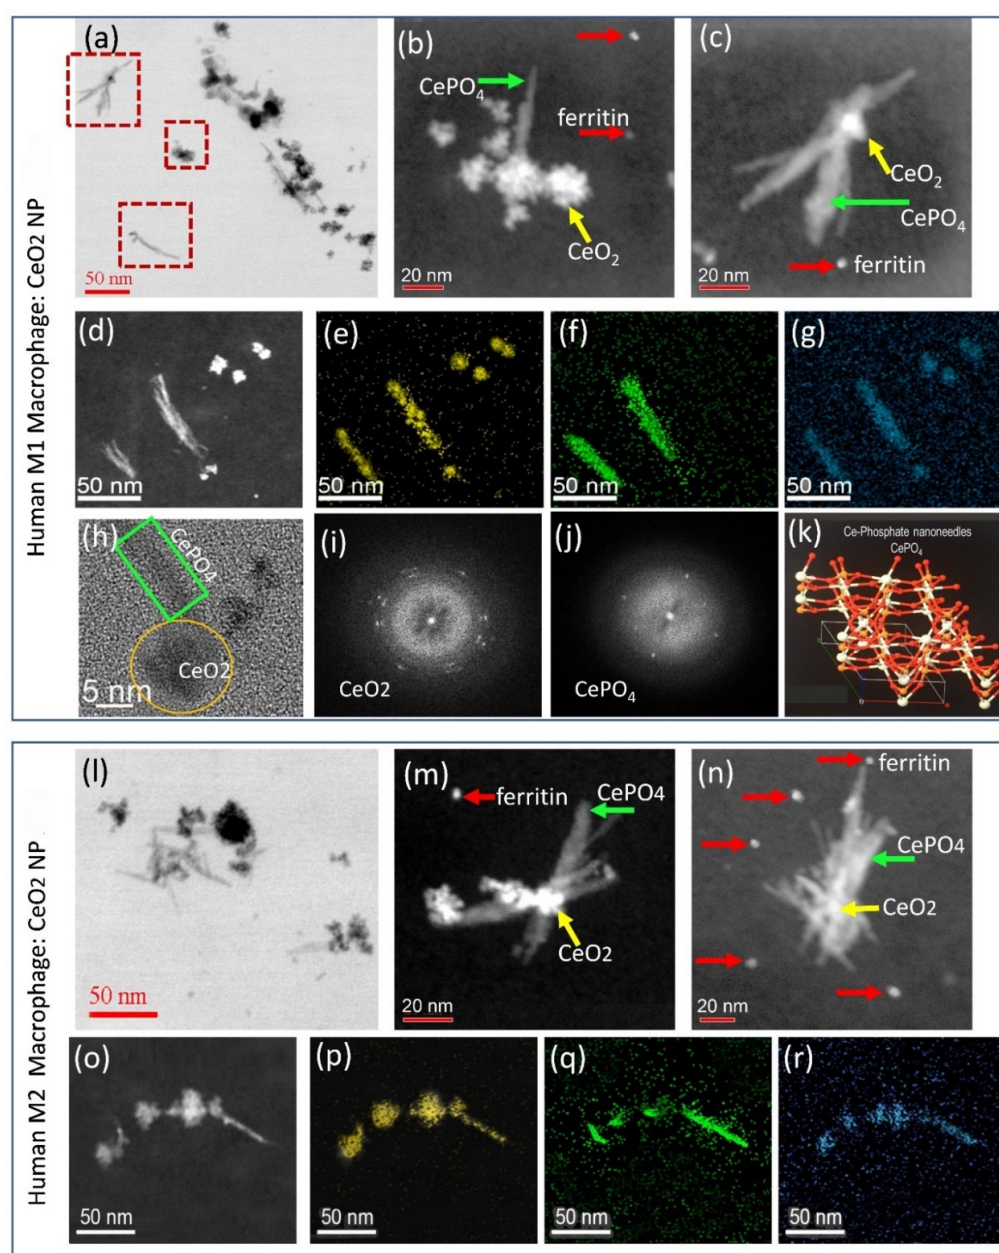 Human M1 Macrophage: CeO2 NP
(a)
50 nm
(b)
CePO4
ferritin
CeO2
20 nm
(c)
CeO2
CePO4
ferritin
20 nm
(d)
50 nm
(e)
50 nm
(f)
50 nm
(g)
50 nm
(h)
CePO4
CeO2
5 nm
(i)
CeO2
(j)
CePO4
(k)
Ce-Phosphate nanoneedles
CePO4
Human M2 Macrophage: CeO2 NP
(l)
50 nm
(m)
ferritin
CePO4
CeO2
20 nm
(n)
ferritin
CePO4
CeO2
20 nm
(o)
50 nm
(p)
50 nm
(q)
50 nm
(r)
50 nm